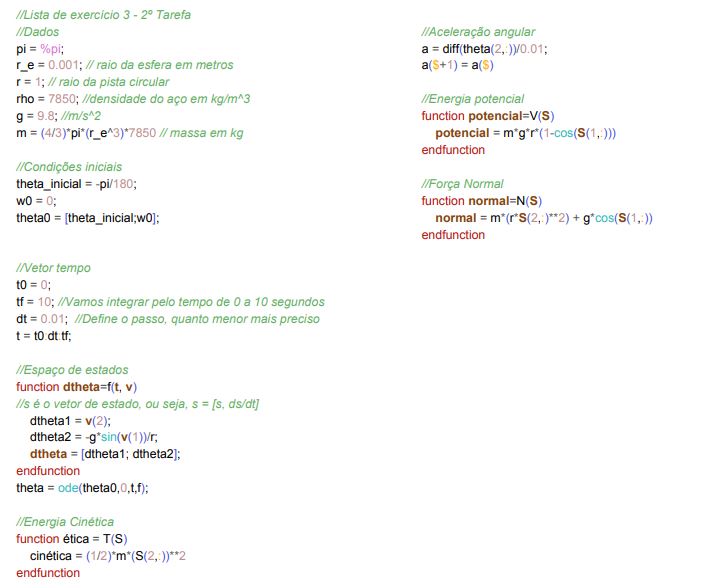 //Lista de exercício 3 - 2º Tarefa
//Dados
pi = %pi;
r_e = 0.001; // raio da esfera em metros
r = 1; // raio da pista circular
rho = 7850; //densidade do aço em kg/m^3
g = 9.8; //m/s^2
m = (4/3)*pi*(r_e^3)*7850 // massa em kg

//Condições iniciais
theta_inicial = -pi/180;
w0 = 0;
theta0 = [theta_inicial;w0];

//Vetor tempo
t0 = 0;
tf = 10; //Vamos integrar pelo tempo de 0 a 10 segundos
dt = 0.01; //Define o passo, quanto menor mais preciso
t = t0:dt:tf;

//Espaço de estados
function dtheta=f(t, v)
//s é o vetor de estado, ou seja, s = [s, ds/dt]
dtheta1 = v(2);
dtheta2 = -g*sin(v(1))/r;
dtheta = [dtheta1; dtheta2];
endfunction
theta = ode(theta0,0,t,f);

//Energia Cinética
function ética = T(S)
cinética = (1/2)*m*(S(2,:))**2
endfunction

//Aceleração angular
a = diff(theta(2,:))/0.01;
a($+1) = a($)

//Energia potencial
function potencial=V(S)
potencial = m*g*r*(1-cos(S(1,:)))
endfunction

//Força Normal
function normal=N(S)
normal = m*(r*S(2,:)**2) + g*cos(S(1,:))
endfunction